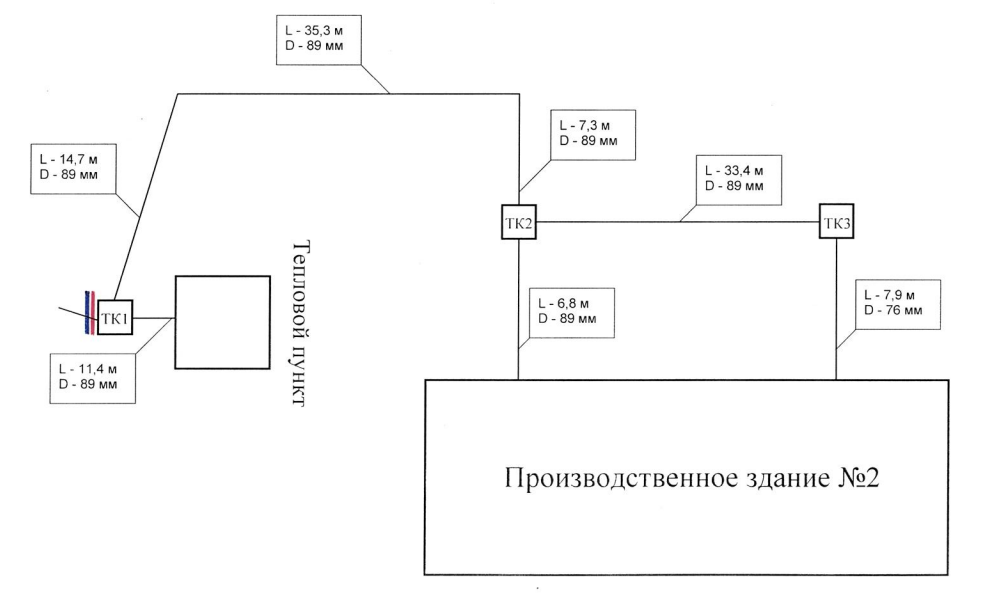 L - 35,3 м
D - 89 мм
L - 7,3 м
D - 89 мм
L - 14,7 м
D - 89 мм
L - 33,4 м
D - 89 мм
ТК2
ТК3
Тепловой пункт
ТК1
L - 6,8 м
D - 89 мм
L - 7,9 м
D - 76 мм
L - 11,4 м
D - 89 мм
Производственное здание №2